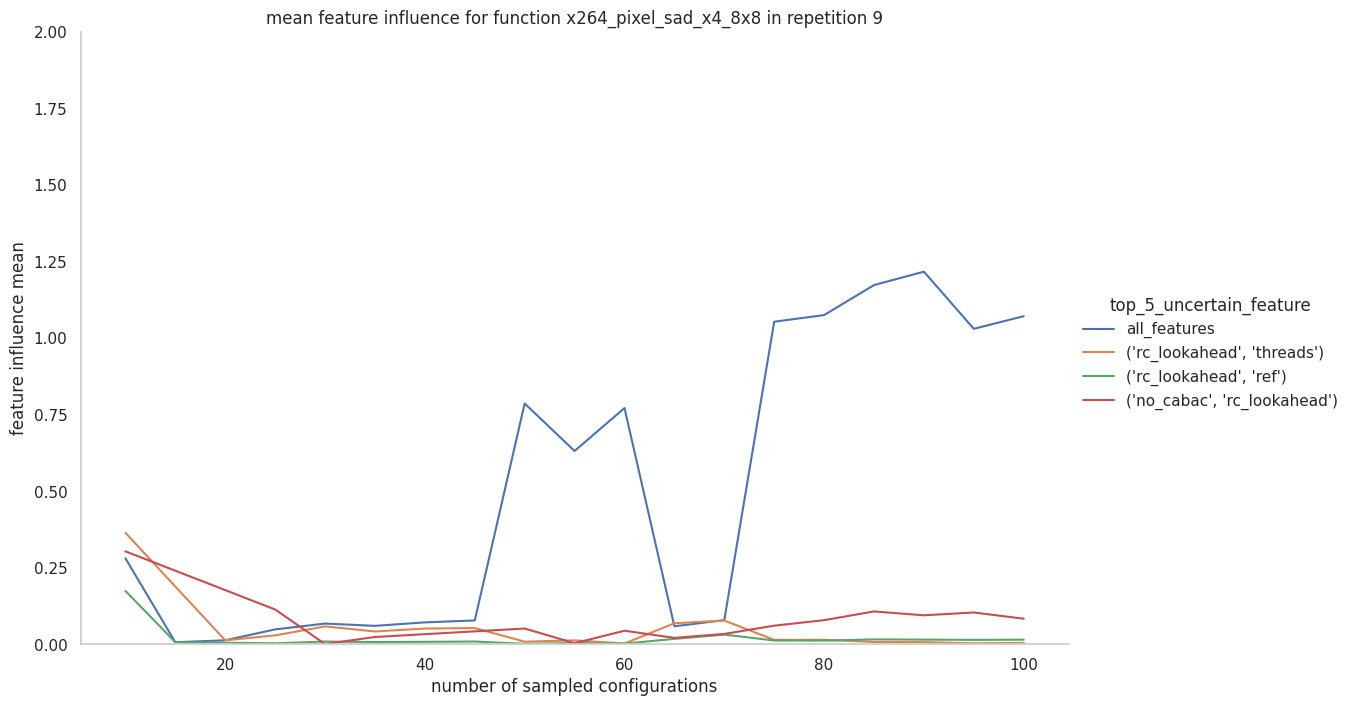 mean feature influence for function x264_pixel_sad_x4_8x8 in repetition 9
2.00
1.75
1.50
1.25
1.00
0.75
0.50
0.25
0.00
feature influence mean
20
40
60
80
100
number of sampled configurations
top_5_uncertain_feature
all_features
('rc_lookahead', 'threads')
('rc_lookahead', 'ref')
('no_cabac', 'rc_lookahead')